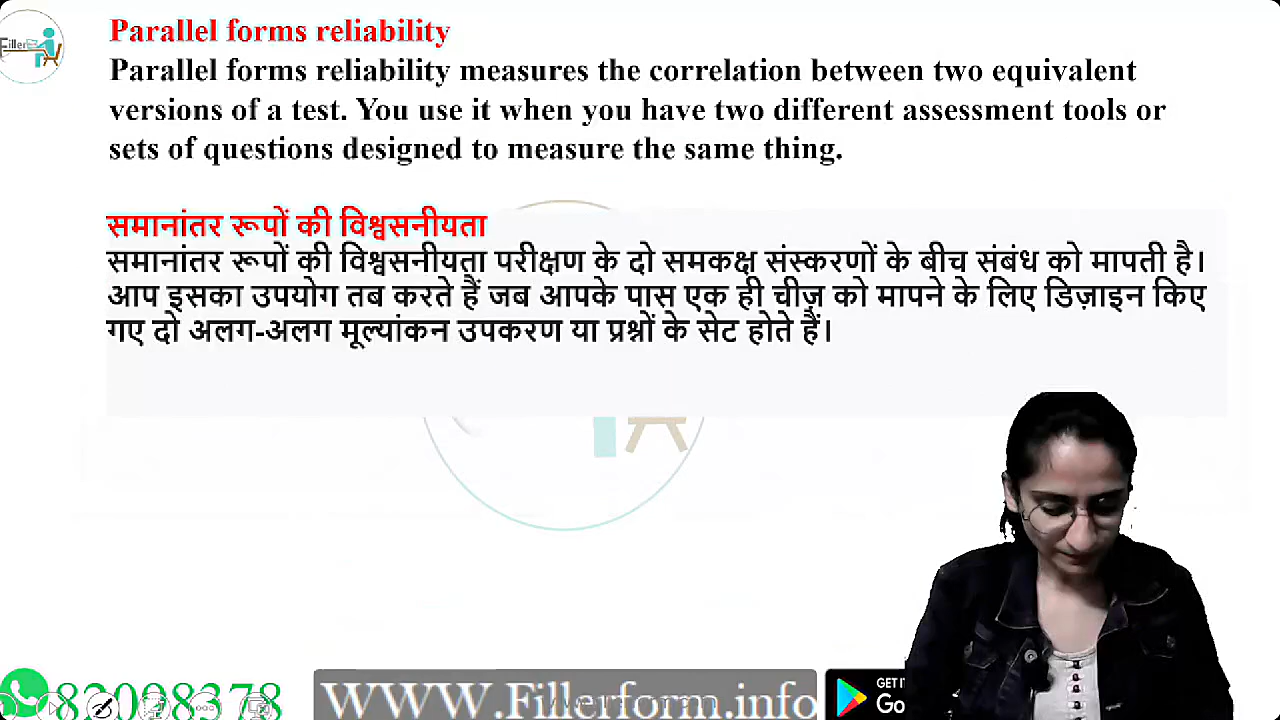 Filler
Parallel forms reliability
Parallel forms reliability measures the correlation between two equivalent
versions of a test. You use it when you have two different assessment tools or
sets of questions designed to measure the same thing.
समानांतर रूपों की विश्वसनीयता
समानांतर रूपों की विश्वसनीयता परीक्षण के दो समकक्ष संस्करणों के बीच संबंध को मापती है।
आप इसका उपयोग तब करते हैं जब आपके पास एक ही चीज़ को मापने के लिए डिज़ाइन किए
गए दो अलग-अलग मूल्यांकन उपकरण या प्रश्नों के सेट होते हैं।
WWW.Fillerform.info
GET I
Go